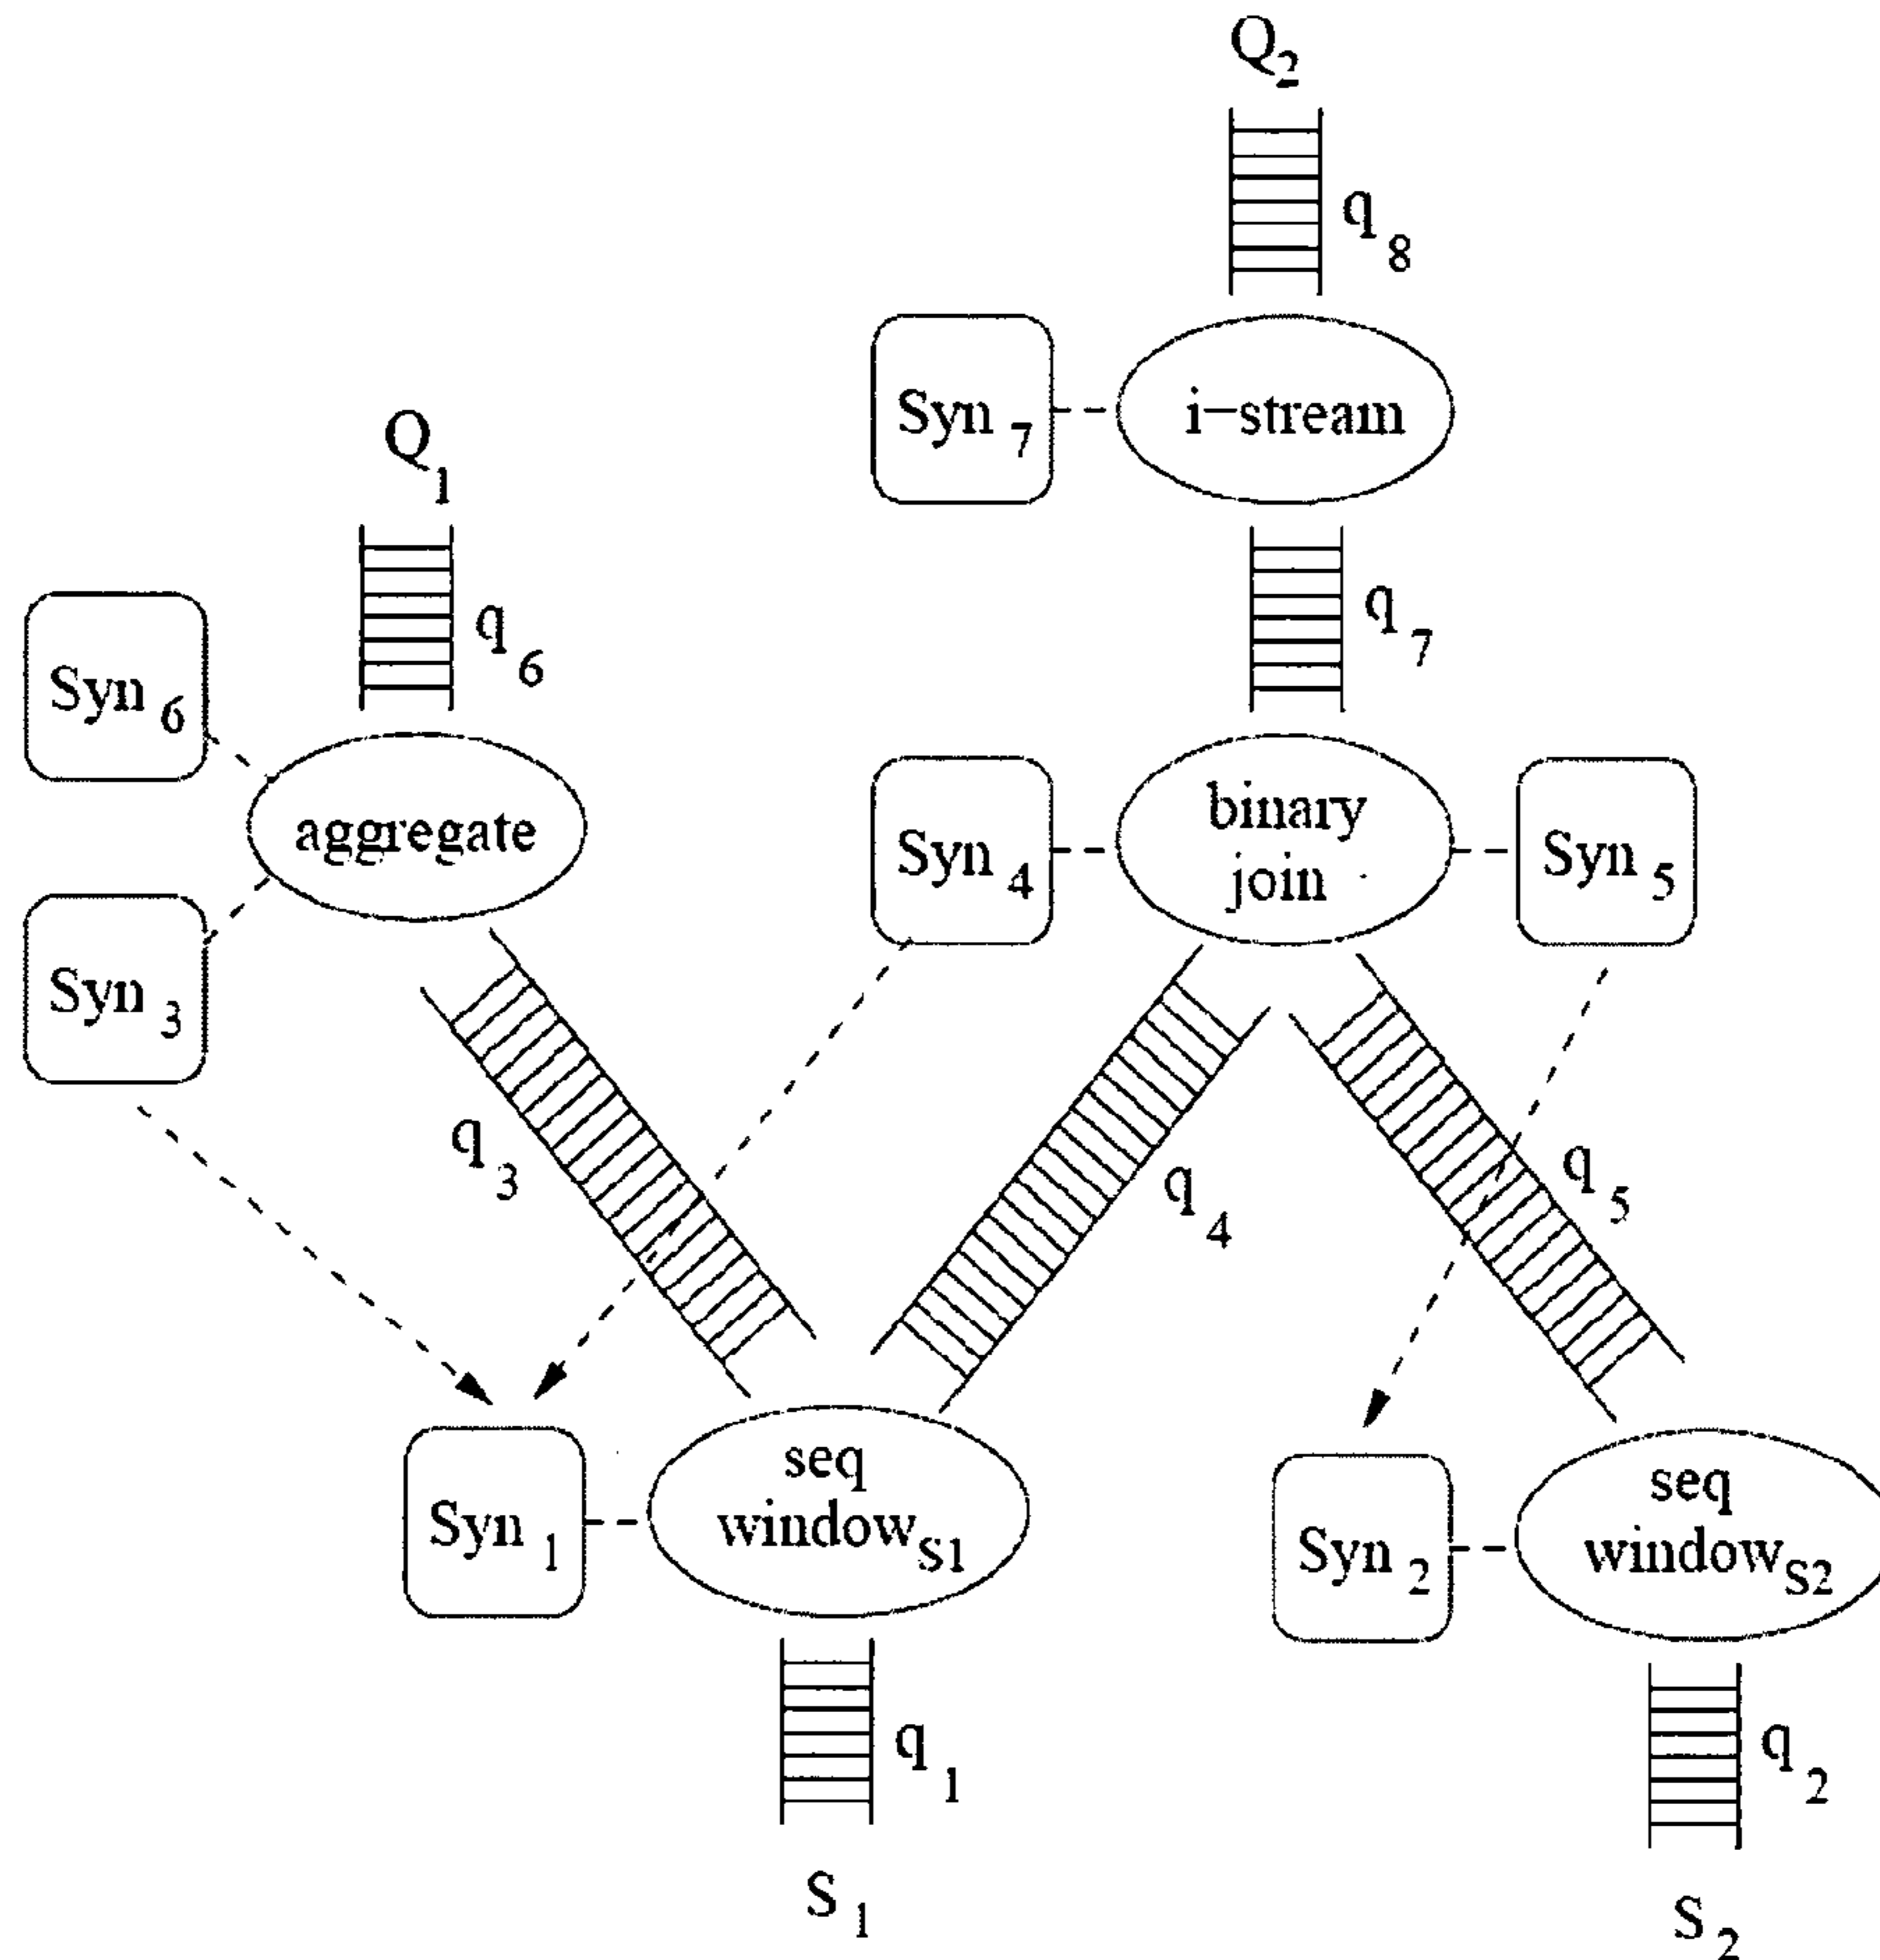 Q2
q8
Syn 7
i-stream
Q1
q7
q6
Syn 6
binary
join
Syn 4
Syn 5
aggregate
Syn 3
q3
q4
q5
seq
windowS1
Syn 1
seq
windowS2
Syn 2
q1
q2
S1
S2